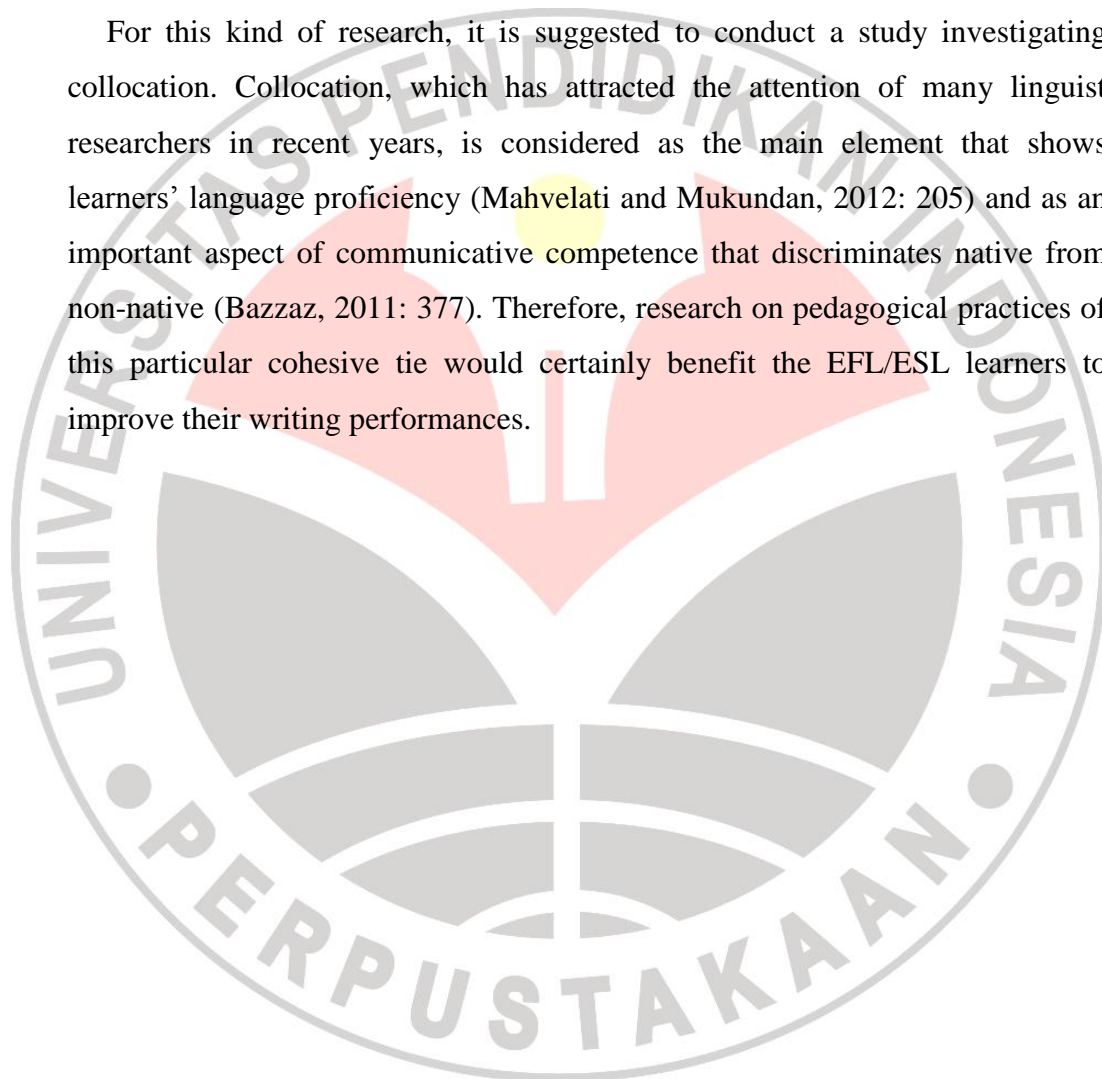 For this kind of research, it is suggested to conduct a study investigating
collocation. Collocation, which has attracted the attention of many linguist
researchers in recent years, is considered as the main element that shows
learners’ language proficiency (Mahvelati and Mukundan, 2012: 205) and as an
important aspect of communicative competence that discriminates native from
non-native (Bazzaz, 2011: 377). Therefore, research on pedagogical practices of
this particular cohesive tie would certainly benefit the EFL/ESL learners to
improve their writing performances.
UNIVERSITAS PENDIDIKAN INDONESIA
PERPUSTAKAAN